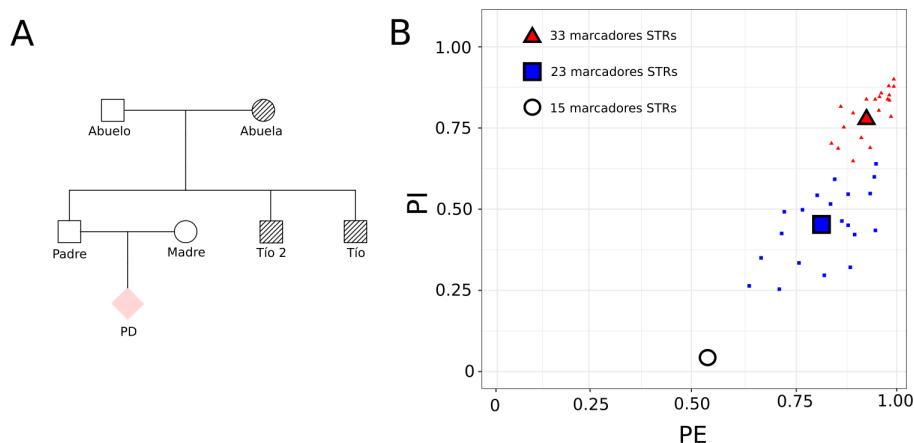 A
Abuelo
Abuela
Padre
Madre
Tío 2
Tío
PD
B
33 marcadores STRs
23 marcadores STRs
15 marcadores STRs
1.00
0.75
0.50
0.25
0
PI
0
0.25
0.50
0.75
1.00
PE